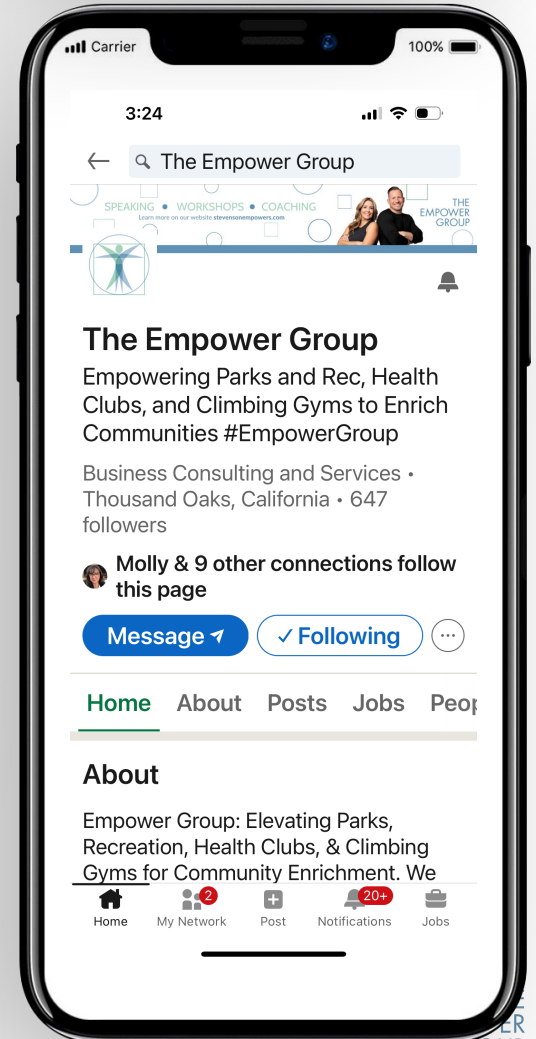 Carrier
100%
3:24
The Empower Group
SPEAKING • WORKSHOPS • COACHING
Learn more on our website stevensonempowers.com
THE
EMPOWER
GROUP
The Empower Group
Empowering Parks and Rec, Health
Clubs, and Climbing Gyms to Enrich
Communities #EmpowerGroup
Business Consulting and Services •
Thousand Oaks, California • 647
followers
Molly & 9 other connections follow
this page
Message
✓ Following
Home About Posts Jobs Peop
About
Empower Group: Elevating Parks,
Recreation, Health Clubs, & Climbing
Gyms for Community Enrichment. We
2
20+
Home My Network Post Notifications Jobs
ER